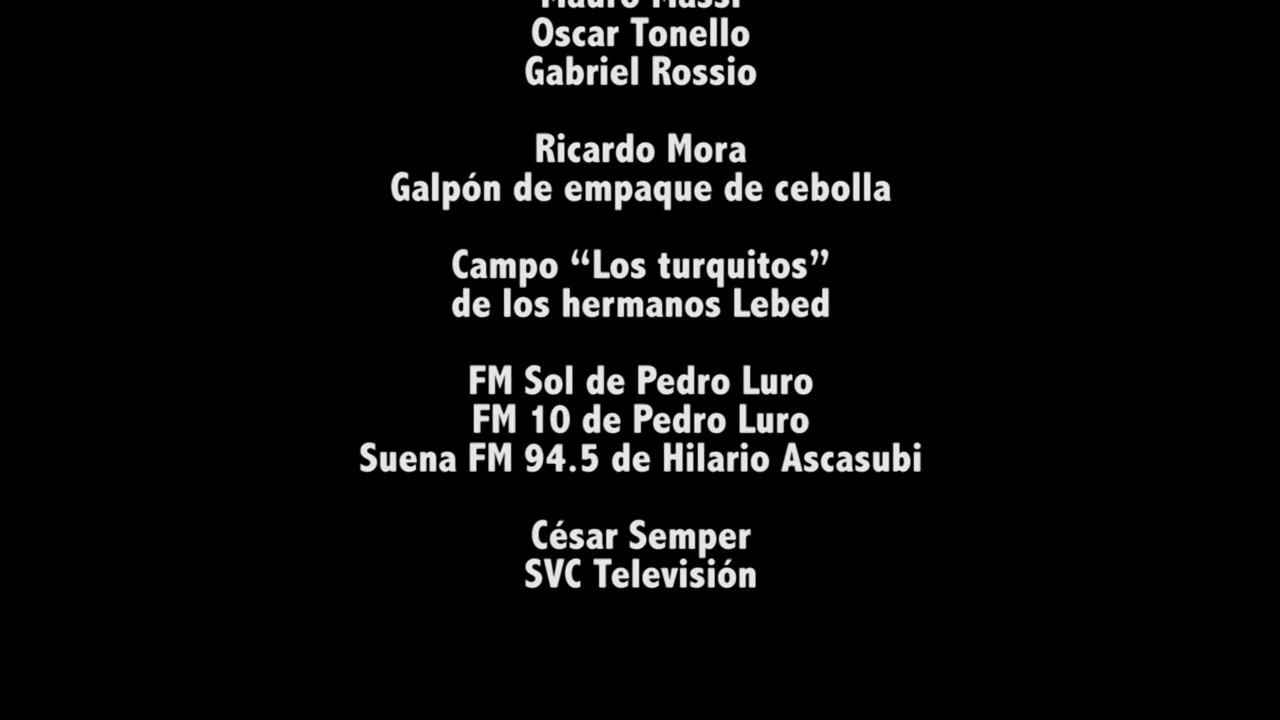 Mauro Massi
Oscar Tonello
Gabriel Rossio
Ricardo Mora
Galpón de empaque de cebolla
Campo “Los turquitos”
de los hermanos Lebed
FM Sol de Pedro Luro
FM 10 de Pedro Luro
Suena FM 94.5 de Hilario Ascasubi
César Semper
SVC Televisión